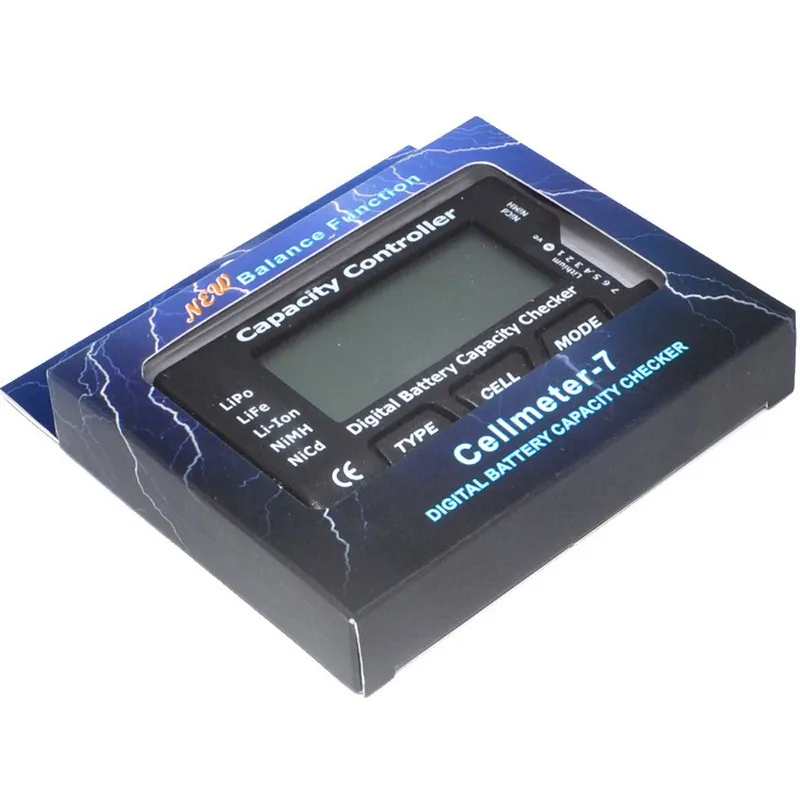 NEW Balance Function
Capacity Controller
NiCd
NiMH
Lithium
7 6 5 4 3 2 1 ve
LiPo
LiFe
Li-Ion
NiMH
NiCd
Digital Battery Capacity Checker
CE
TYPE
CELL
MODE
Cellmeter-7
DIGITAL BATTERY CAPACITY CHECKER